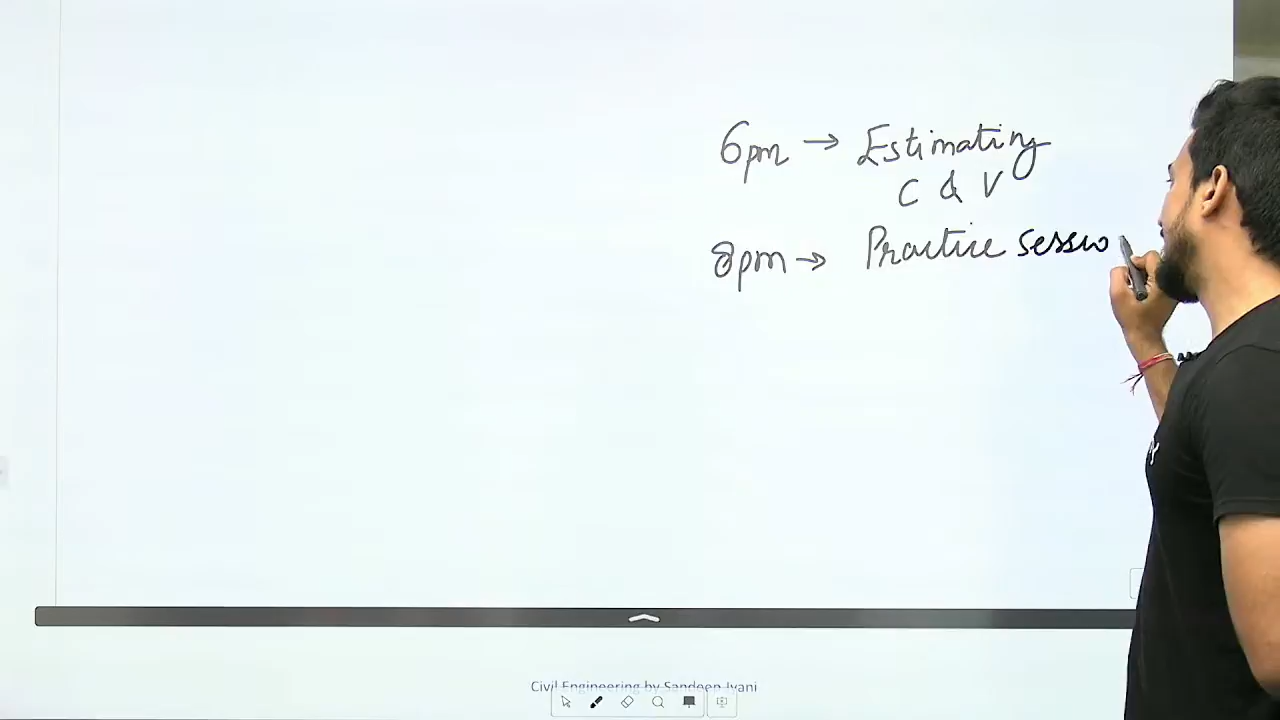 6pm → Estimating
C & V
8pm → Practice sessio
Civil Engineering by Sandeep Jyani